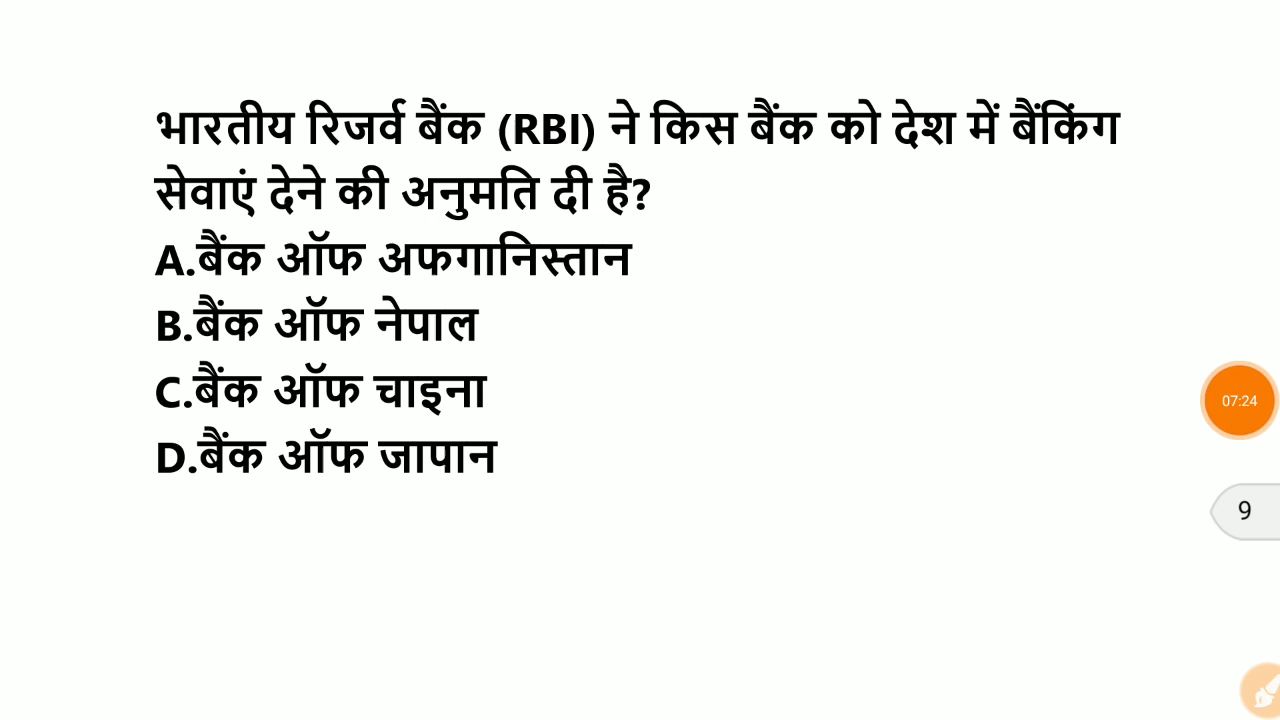 भारतीय रिजर्व बैंक (RBI) ने किस बैंक को देश में बैंकिंग
सेवाएं देने की अनुमति दी है?
A.बैंक ऑफ अफगानिस्तान
B.बैंक ऑफ नेपाल
C.बैंक ऑफ चाइना
D.बैंक ऑफ जापान
07:24
9